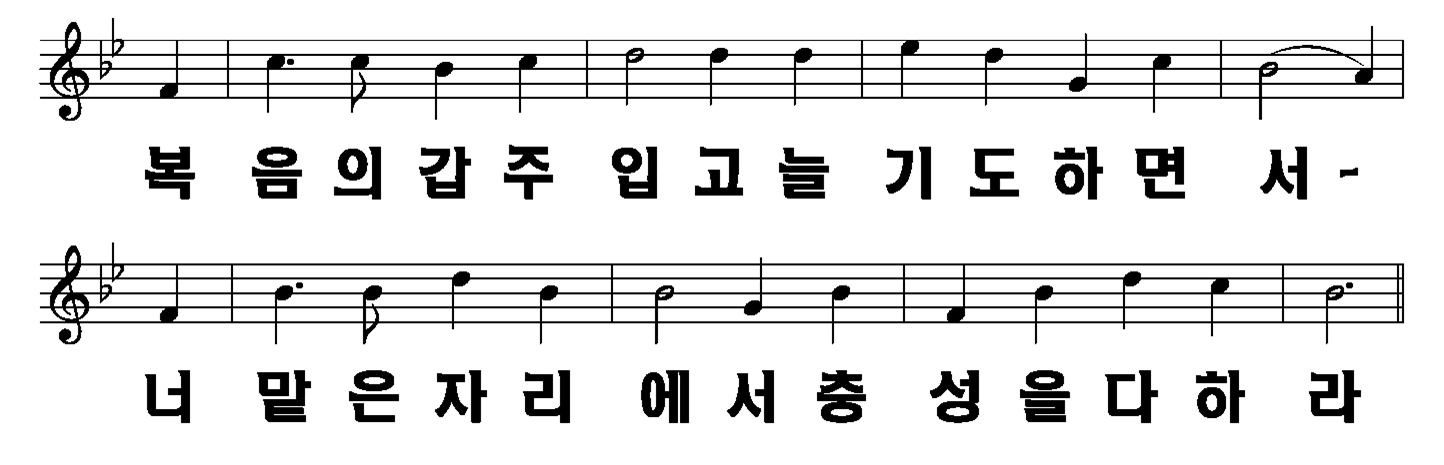 복 음 의 갑 주 입 고 늘 기 도 하 면 서 -
너 맡 은 자 리 에 서 충 성 을 다 하 라